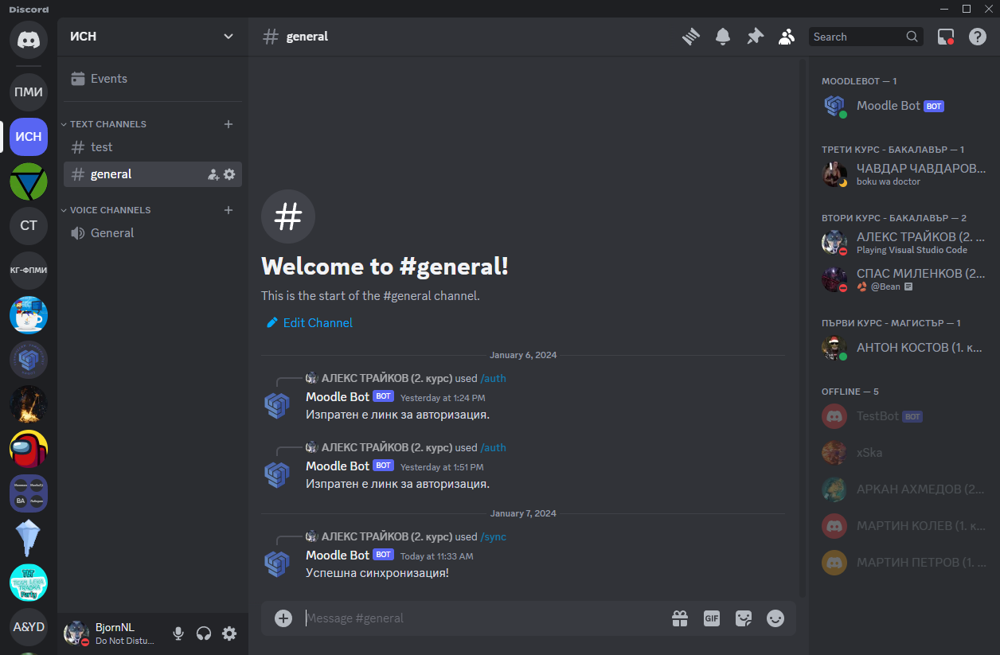 Discord
ИСН
general
Search
Events
ПМИ
TEXT CHANNELS
test
ИСН
general
VOICE CHANNELS
СТ
General
КГ-ФПМИ
Welcome to #general!
This is the start of the #general channel.
Edit Channel
January 6, 2024
АЛЕКС ТРАЙКОВ (2. курс) used /auth
Moodle Bot BOT Yesterday at 1:24 PM
Изпратен е линк за авторизация.
АЛЕКС ТРАЙКОВ (2. курс) used /auth
Moodle Bot BOT Yesterday at 1:51 PM
Изпратен е линк за авторизация.
January 7, 2024
АЛЕКС ТРАЙКОВ (2. курс) used /sync
Moodle Bot BOT Today at 11:33 AM
Успешна синхронизация!
Message #general
GIF
MOODLEBOT — 1
Moodle Bot BOT
ТРЕТИ КУРС - БАКАЛАВЪР — 1
ЧАВДАР ЧАВДАРОВ...
boku wa doctor
ВТОРИ КУРС - БАКАЛАВЪР — 2
АЛЕКС ТРАЙКОВ (2. ...
Playing Visual Studio Code
СПАС МИЛЕНКОВ (2...
@Bean
ПЪРВИ КУРС - МАГИСТЪР — 1
АНТОН КОСТОВ (1. к...
OFFLINE — 5
TestBot BOT
xSka
АРКАН АХМЕДОВ (2...
МАРТИН КОЛЕВ (1. к...
МАРТИН ПЕТРОВ (1. ...
BA
TLT
TEAM LEKA
TRABKA
Party
A&YD
BjornNL
Do Not Distu...